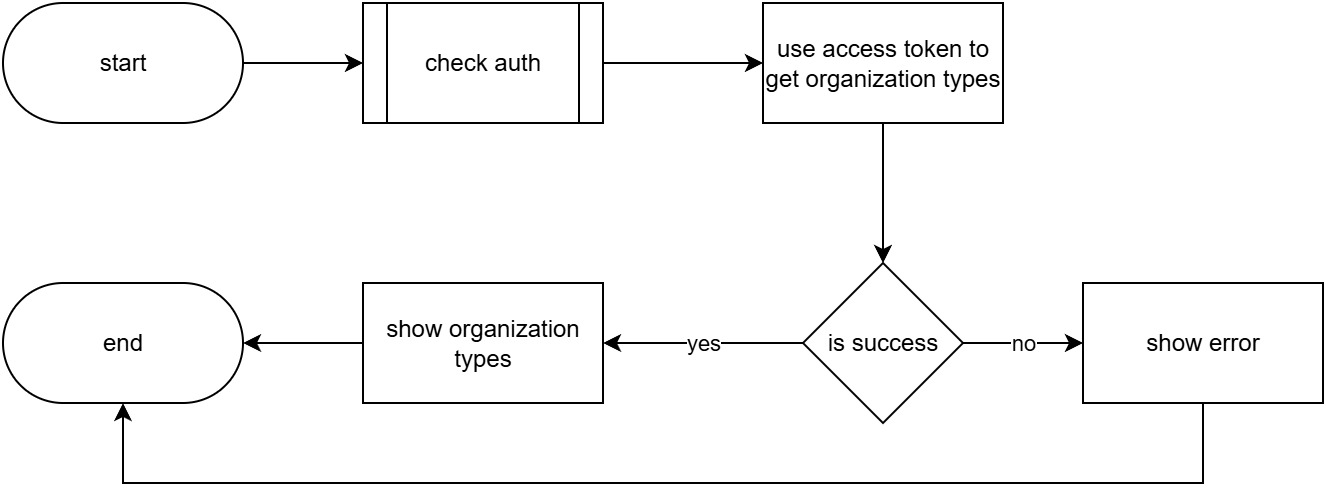 start
check auth
use access token to
get organization types
end
show organization
types
yes
is success
no
show error